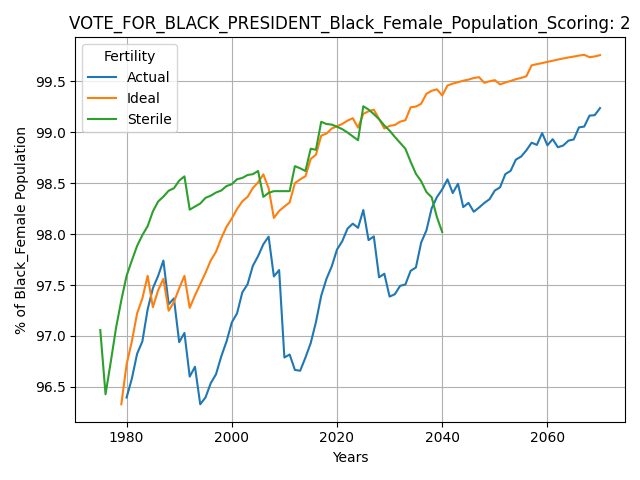 VOTE_FOR_BLACK_PRESIDENT_Black_Female_Population_Scoring: 2
Fertility
Actual
Ideal
Sterile
% of Black_Female Population
99.5
99.0
98.5
98.0
97.5
97.0
96.5
1980
2000
2020
2040
2060
Years